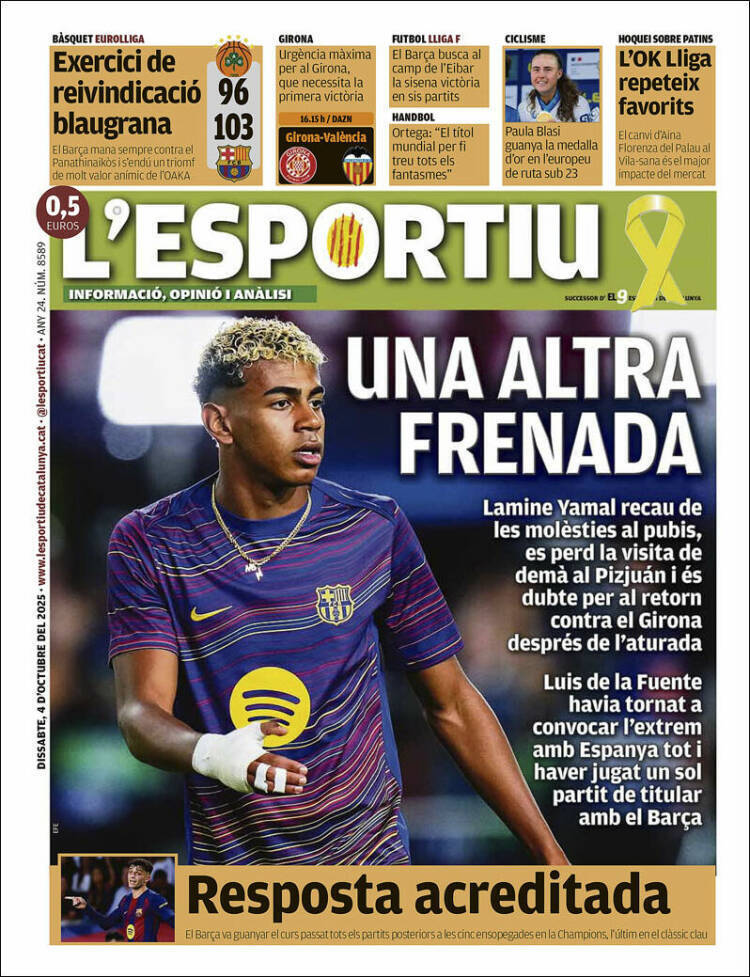 BÀSQUET EUROLLIGA
Exercici de
reivindicació
blaugrana
El Barça mana sempre contra el
Panathinaikòs i s'endú un triomf
de molt valor anímic de l'OAKA
96
103
GIRONA
Urgència màxima
per al Girona,
que necessita la
primera victòria
16.15 h / DAZN
Girona-València
FUTBOL LLIGA F
El Barça busca al
camp de l'Eibar
la sisena victòria
en sis partits
HANDBOL
Ortega: “El títol
mundial per fi
treu tots els
fantasmes”
CICLISME
Paula Blasi
guanya la medalla
d'or en l'europeu
de ruta sub 23
HOQUEI SOBRE PATINS
L'OK Lliga
repeteix
favorits
El canvi d'Aina
Florenza del Palau al
Vila-sana és el major
impacte del mercat
0,5
EUROS
L'ESPORTIU
INFORMACIÓ, OPINIÓ I ANÀLISI
SUCCESSOR D' EL 9
DISSABTE, 4 D'OCTUBRE DEL 2025 • www.lesportiudecatalunya.cat • @lesportiucat • ANY 24. NÚM. 8589
UNA ALTRA
FRENADA
Lamine Yamal recau de
les molèsties al pubis,
es perd la visita de
demà al Pizjuán i és
dubte per al retorn
contra el Girona
després de l'aturada
Luis de la Fuente
havia tornat a
convocar l'extrem
amb Espanya tot i
haver jugat un sol
partit de titular
amb el Barça
EFE
Resposta acreditada
El Barça va guanyar el curs passat tots els partits posteriors a les cinc ensopegades en la Champions, l'últim en el clàssic clau